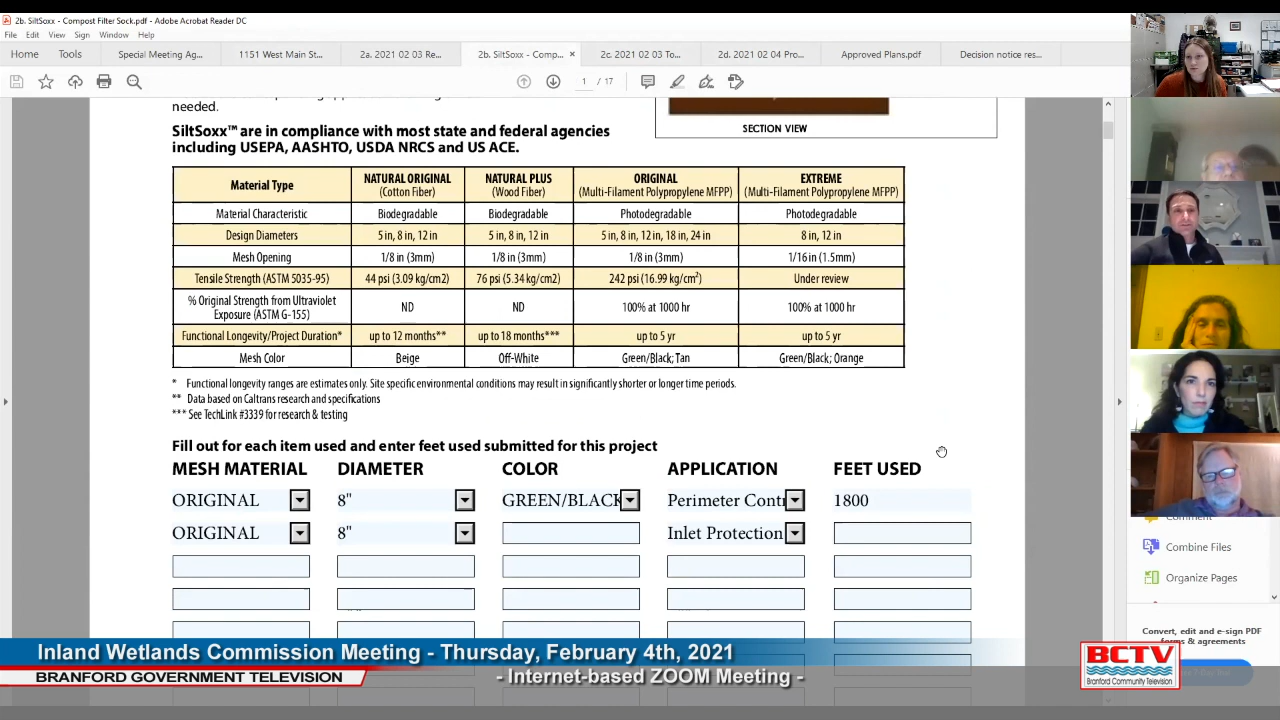 2b. SiltSoxx - Compost Filter Sock.pdf - Adobe Acrobat Reader DC
File Edit View Sign Window Help
Home Tools Special Meeting Ag... 1151 West Main St... 2a. 2021 02 03 Re... 2b. SiltSoxx - Comp... × 2c. 2021 02 03 To... 2d. 2021 02 04 Pro... Approved Plans.pdf Decision notice res...
1 / 17
needed.
SECTION VIEW
SiltSoxx™ are in compliance with most state and federal agencies
including USEPA, AASHTO, USDA NRCS and US ACE.
Material Type NATURAL ORIGINAL (Cotton Fiber) NATURAL PLUS (Wood Fiber) ORIGINAL (Multi-Filament Polypropylene MFPP) EXTREME (Multi-Filament Polypropylene MFPP)
Material Characteristic Biodegradable Biodegradable Photodegradable Photodegradable
Design Diameters 5 in, 8 in, 12 in 5 in, 8 in, 12 in 5 in, 8 in, 12 in, 18 in, 24 in 8 in, 12 in
Mesh Opening 1/8 in (3mm) 1/8 in (3mm) 1/8 in (3mm) 1/16 in (1.5mm)
Tensile Strength (ASTM 5035-95) 44 psi (3.09 kg/cm2) 76 psi (5.34 kg/cm2) 242 psi (16.99 kg/cm²) Under review
% Original Strength from Ultraviolet Exposure (ASTM G-155) ND ND 100% at 1000 hr 100% at 1000 hr
Functional Longevity/Project Duration* up to 12 months** up to 18 months*** up to 5 yr up to 5 yr
Mesh Color Beige Off-White Green/Black; Tan Green/Black; Orange
* Functional longevity ranges are estimates only. Site specific environmental conditions may result in significantly shorter or longer time periods.
** Data based on Caltrans research and specifications
*** See TechLink #3339 for research & testing
Fill out for each item used and enter feet used submitted for this project
MESH MATERIAL DIAMETER COLOR APPLICATION FEET USED
ORIGINAL 8" GREEN/BLACK Perimeter Contr 1800
ORIGINAL 8" Inlet Protection
Comment
Combine Files
Organize Pages
Convert, edit and e-sign PDF
forms & agreements
Inland Wetlands Commission Meeting - Thursday, February 4th, 2021
BRANFORD GOVERNMENT TELEVISION
- Internet-based ZOOM Meeting -
BCTV
Branford Community Television